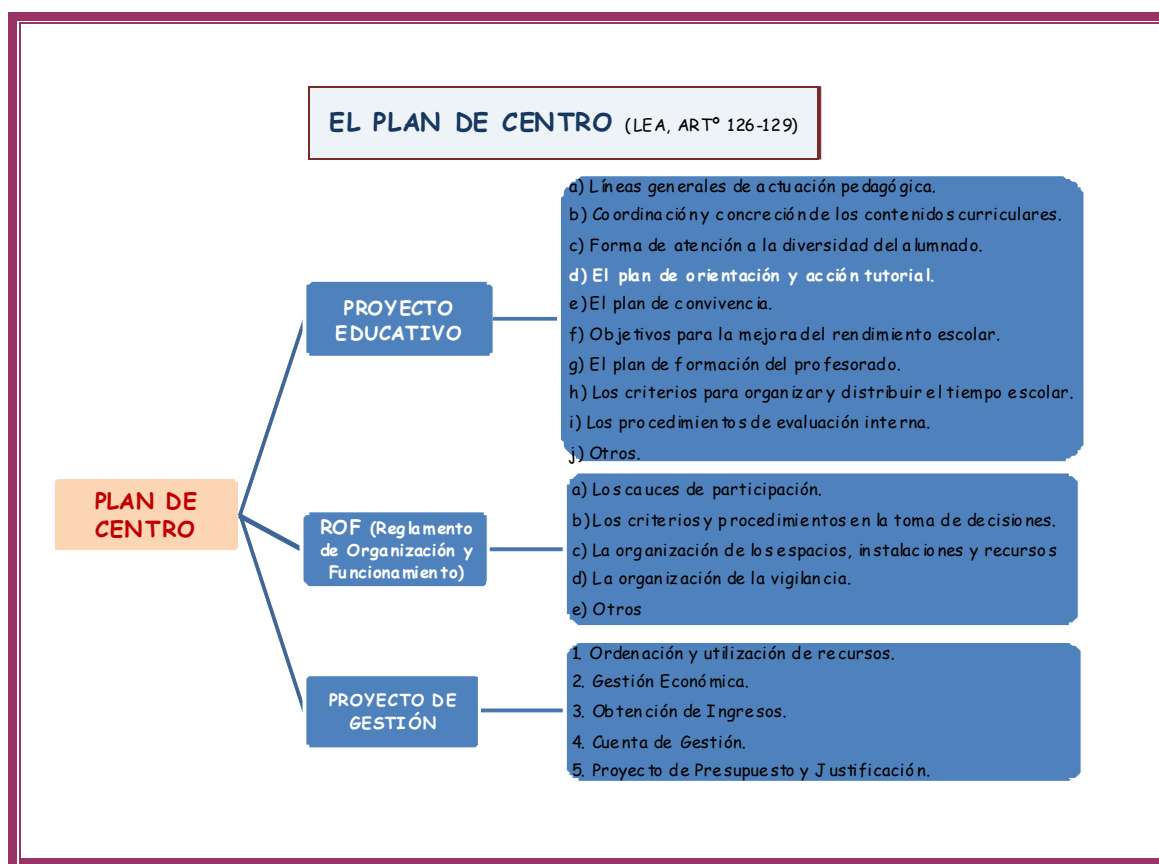 EL PLAN DE CENTRO (LEA, ARTº 126-129)
PLAN DE
CENTRO
PROYECTO
EDUCATIVO
a) Líneas generales de actuación pedagógica.
b) Coordinación y concreción de los contenidos curriculares.
c) Forma de atención a la diversidad del alumnado.
d) El plan de orientación y acción tutorial.
e) El plan de convivencia.
f) Objetivos para la mejora del rendimiento escolar.
g) El plan de formación del profesorado.
h) Los criterios para organizar y distribuir el tiempo escolar.
i) Los procedimientos de evaluación interna.
j) Otros.
ROF (Reglamento
de Organización y
Funcionamiento)
a) Los cauces de participación.
b) Los criterios y procedimientos en la toma de decisiones.
c) La organización de los espacios, instalaciones y recursos
d) La organización de la vigilancia.
e) Otros
PROYECTO DE
GESTIÓN
1. Ordenación y utilización de recursos.
2. Gestión Económica.
3. Obtención de Ingresos.
4. Cuenta de Gestión.
5. Proyecto de Presupuesto y Justificación.